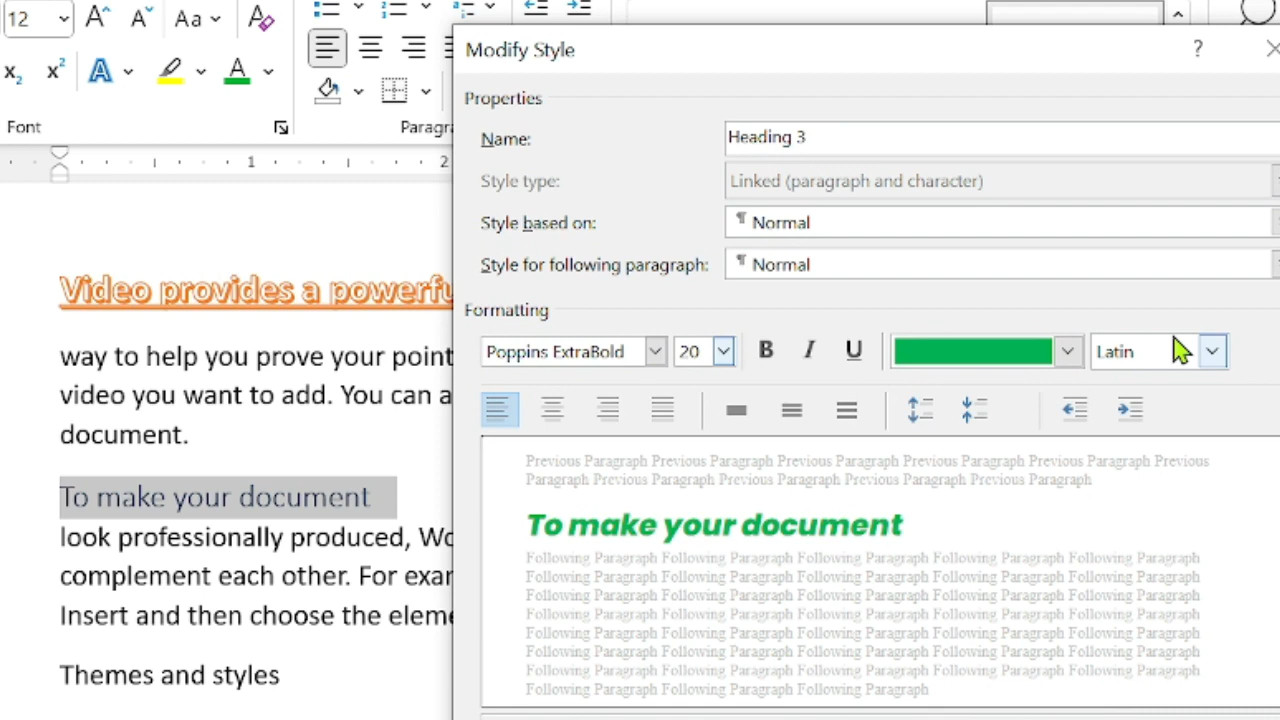 12
Aa
Modify Style
?
Properties
x₂ x² A A
Font
Paragr
Name:
Heading 3
1
2
Style type:
Linked (paragraph and character)
Style based on:
¶ Normal
Style for following paragraph:
¶ Normal
Video provides a powerfu
Formatting
Poppins ExtraBold
20
B I U
Latin
way to help you prove your point
video you want to add. You can a
document.
To make your document
look professionally produced, Wo
complement each other. For exar
Insert and then choose the eleme
Themes and styles
Previous Paragraph Previous Paragraph Previous Paragraph Previous Paragraph Previous Paragraph Previous
Paragraph Previous Paragraph Previous Paragraph Previous Paragraph
To make your document
Following Paragraph Following Paragraph Following Paragraph Following Paragraph Following Paragraph
Following Paragraph Following Paragraph Following Paragraph Following Paragraph Following Paragraph
Following Paragraph Following Paragraph Following Paragraph Following Paragraph Following Paragraph
Following Paragraph Following Paragraph Following Paragraph Following Paragraph Following Paragraph
Following Paragraph Following Paragraph Following Paragraph Following Paragraph Following Paragraph
Following Paragraph Following Paragraph Following Paragraph Following Paragraph Following Paragraph
Following Paragraph Following Paragraph Following Paragraph Following Paragraph Following Paragraph
Following Paragraph Following Paragraph Following Paragraph